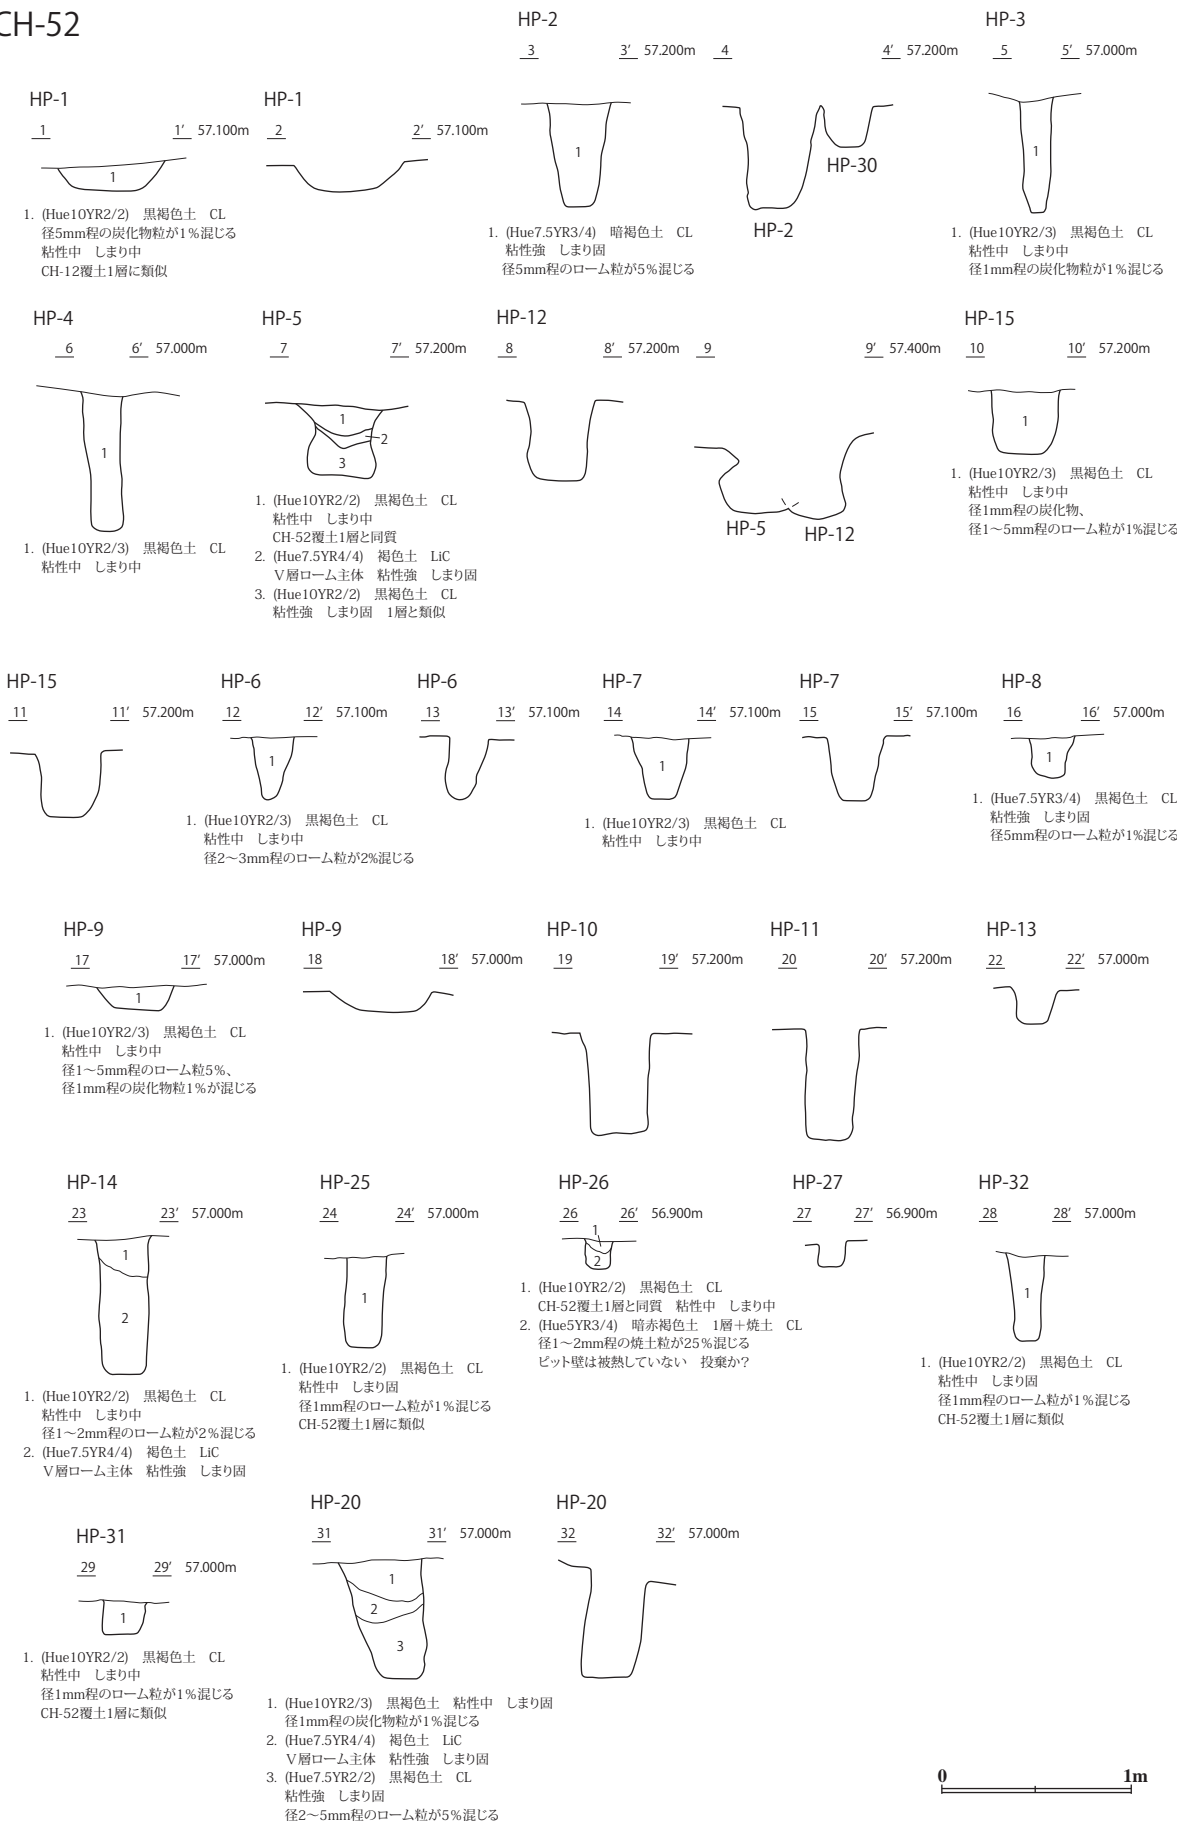 CH-52
HP-1
1 1′ 57.100m
1
1. (Hue10YR2/2) 黒褐色土 CL
径5mm程の炭化物粒が1%混じる
粘性中 しまり中
CH-12覆土1層に類似
HP-1
2 2′ 57.100m
HP-2
3 3′ 57.200m
1
1. (Hue7.5YR3/4) 暗褐色土 CL
粘性強 しまり固
径5mm程のローム粒が5%混じる
4 4′ 57.200m
HP-30
HP-2
HP-3
5 5′ 57.000m
1
1. (Hue10YR2/3) 黒褐色土 CL
粘性中 しまり中
径1mm程の炭化物粒が1%混じる
HP-4
6 6′ 57.000m
1
1. (Hue10YR2/3) 黒褐色土 CL
粘性中 しまり中
HP-5
7 7′ 57.200m
1
2
3
1. (Hue10YR2/2) 黒褐色土 CL
粘性中 しまり中
CH-52覆土1層と同質
2. (Hue7.5YR4/4) 褐色土 LiC
Ⅴ層ローム主体 粘性強 しまり固
3. (Hue10YR2/2) 黒褐色土 CL
粘性強 しまり固 1層と類似
HP-12
8 8′ 57.200m
9 9′ 57.400m
HP-5 HP-12
HP-15
10 10′ 57.200m
1
1. (Hue10YR2/3) 黒褐色土 CL
粘性中 しまり中
径1mm程の炭化物、
径1～5mm程のローム粒が1%混じる
HP-15
11 11′ 57.200m
HP-6
12 12′ 57.100m
1
1. (Hue10YR2/3) 黒褐色土 CL
粘性中 しまり中
径2～3mm程のローム粒が2%混じる
HP-6
13 13′ 57.100m
HP-7
14 14′ 57.100m
1
1. (Hue10YR2/3) 黒褐色土 CL
粘性中 しまり中
HP-7
15 15′ 57.100m
HP-8
16 16′ 57.000m
1
1. (Hue7.5YR3/4) 黒褐色土 CL
粘性強 しまり固
径5mm程のローム粒が1%混じる
HP-9
17 17′ 57.000m
1
1. (Hue10YR2/3) 黒褐色土 CL
粘性中 しまり中
径1～5mm程のローム粒5%、
径1mm程の炭化物粒1%が混じる
HP-9
18 18′ 57.000m
HP-10
19 19′ 57.200m
HP-11
20 20′ 57.200m
HP-13
22 22′ 57.000m
HP-14
23 23′ 57.000m
1
2
1. (Hue10YR2/2) 黒褐色土 CL
粘性中 しまり中
径1～2mm程のローム粒が2%混じる
2. (Hue7.5YR4/4) 褐色土 LiC
Ⅴ層ローム主体 粘性強 しまり固
HP-25
24 24′ 57.000m
1
1. (Hue10YR2/2) 黒褐色土 CL
粘性中 しまり固
径1mm程のローム粒が1%混じる
CH-52覆土1層に類似
HP-26
26 26′ 56.900m
1
2
1. (Hue10YR2/2) 黒褐色土 CL
CH-52覆土1層と同質 粘性中 しまり中
2. (Hue5YR3/4) 暗赤褐色土 1層＋焼土 CL
径1～2mm程の焼土粒が25%混じる
ピット壁は被熱していない 投棄か？
HP-27
27 27′ 56.900m
HP-32
28 28′ 57.000m
1
1. (Hue10YR2/2) 黒褐色土 CL
粘性中 しまり固
径1mm程のローム粒が1%混じる
CH-52覆土1層に類似
HP-31
29 29′ 57.000m
1
1. (Hue10YR2/2) 黒褐色土 CL
粘性中 しまり中
径1mm程のローム粒が1%混じる
CH-52覆土1層に類似
HP-20
31 31′ 57.000m
1
2
3
1. (Hue10YR2/3) 黒褐色土 粘性中 しまり固
径1mm程の炭化物粒が1%混じる
2. (Hue7.5YR4/4) 褐色土 LiC
Ⅴ層ローム主体 粘性強 しまり固
3. (Hue7.5YR2/2) 黒褐色土 CL
粘性強 しまり固
径2～5mm程のローム粒が5%混じる
HP-20
32 32′ 57.000m
0 1m